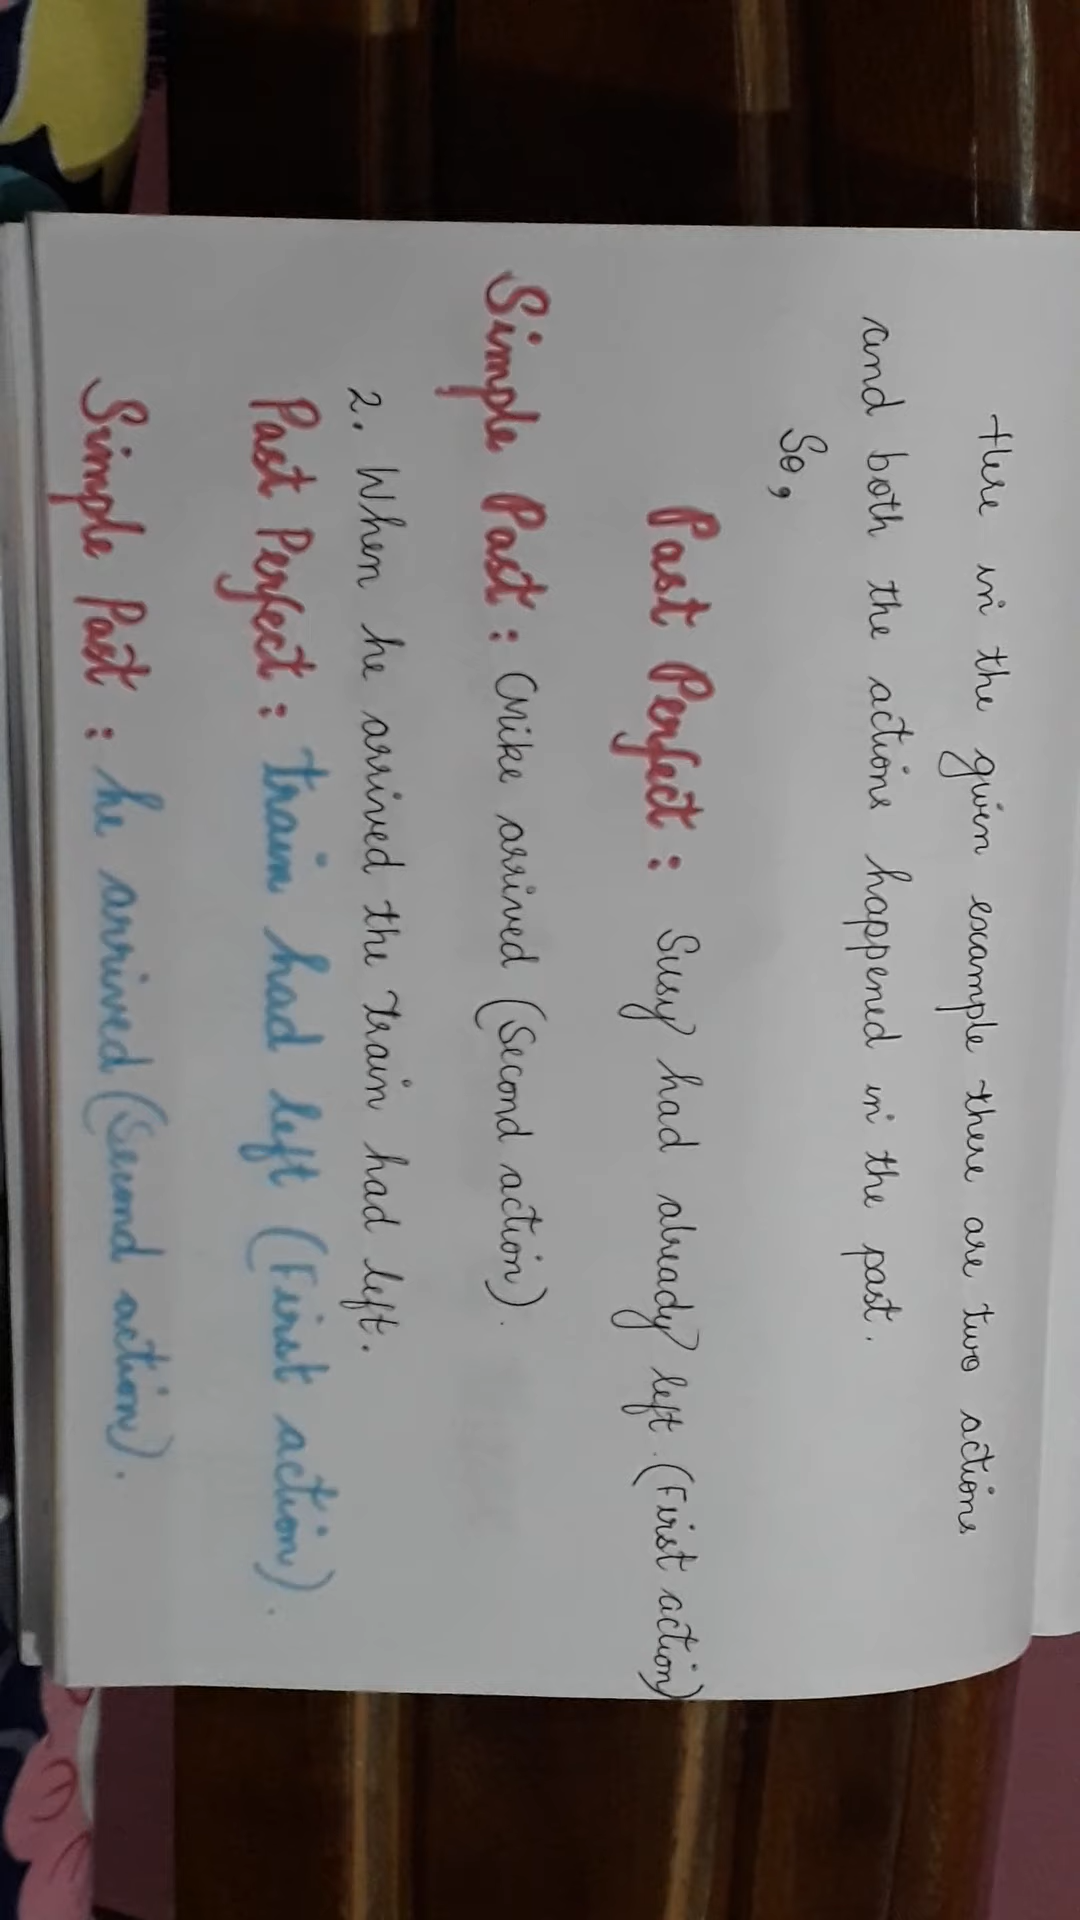 Here in the given example there are two actions
and both the actions happened in the past.
So,
Past Perfect : Susy had already left. (First action)
Simple Past : Mike arrived (Second action).
2. When he arrived the train had left.
Past Perfect : train had left (First action).
Simple Past : he arrived (Second action).